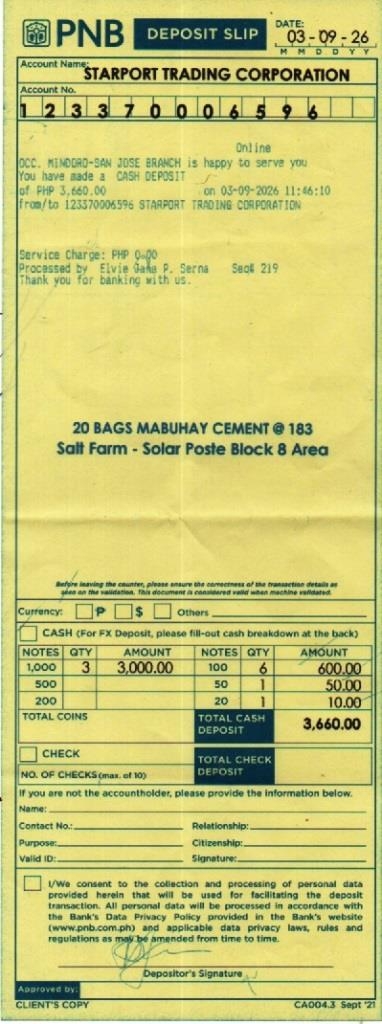 PNB DEPOSIT SLIP DATE: 03-09-26
M M D D Y Y
Account Name: STARPORT TRADING CORPORATION
Account No.
1 2 3 3 7 0 0 0 6 5 9 6
Online
OCC. MINDORO-SAN JOSE BRANCH is happy to serve you
You have made a CASH DEPOSIT
of PHP 3,660.00 on 03-09-2026 11:46:10
from/to 123370006596 STARPORT TRADING CORPORATION
Service Charge: PHP 0.00
Processed by Elvie P. Serna Seq# 219
Thank you for banking with us.
20 BAGS MABUHAY CEMENT @ 183
Salt Farm - Solar Poste Block 8 Area
Before leaving the counter, please ensure the correctness of the transaction details as
seen on the validation. This document is considered valid when machine validated.
Currency: ₱ $ Others
CASH (For FX Deposit, please fill-out cash breakdown at the back)
NOTES QTY AMOUNT NOTES QTY AMOUNT
1,000 3 3,000.00 100 6 600.00
500 50 1 50.00
200 20 1 10.00
TOTAL COINS TOTAL CASH DEPOSIT 3,660.00
CHECK
NO. OF CHECKS (max. of 10) TOTAL CHECK DEPOSIT
If you are not the accountholder, please provide the information below.
Name:
Contact No.: Relationship:
Purpose: Citizenship:
Valid ID: Signature:
I/We consent to the collection and processing of personal data
provided herein that will be used for facilitating the deposit
transaction. All personal data will be processed in accordance with
the Bank's Data Privacy Policy provided in the Bank's website
(www.pnb.com.ph) and applicable data privacy laws, rules and
regulations as may be amended from time to time.
Depositor's Signature
Approved by:
CLIENT'S COPY CA004.3 Sept '21